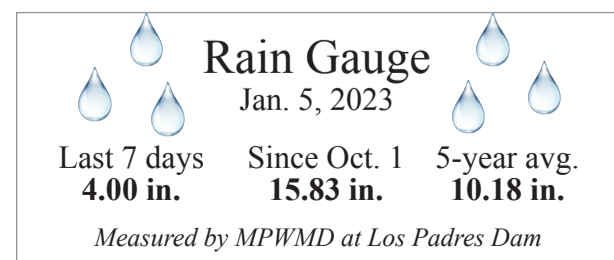 Rain Gauge
Jan. 5, 2023
Last 7 days Since Oct. 1 5-year avg.
4.00 in. 15.83 in. 10.18 in.
Measured by MPWMD at Los Padres Dam